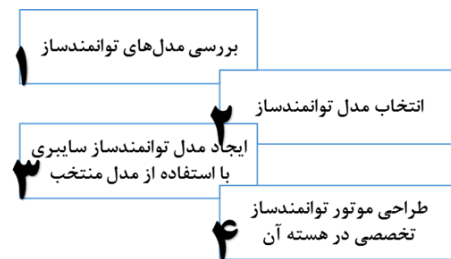 بررسی مدل‌های توانمندساز
۱
انتخاب مدل توانمندساز
۲
ایجاد مدل توانمندساز سایبری
با استفاده از مدل منتخب
۳
طراحی موتور توانمندساز
تخصصی در هسته آن
۴